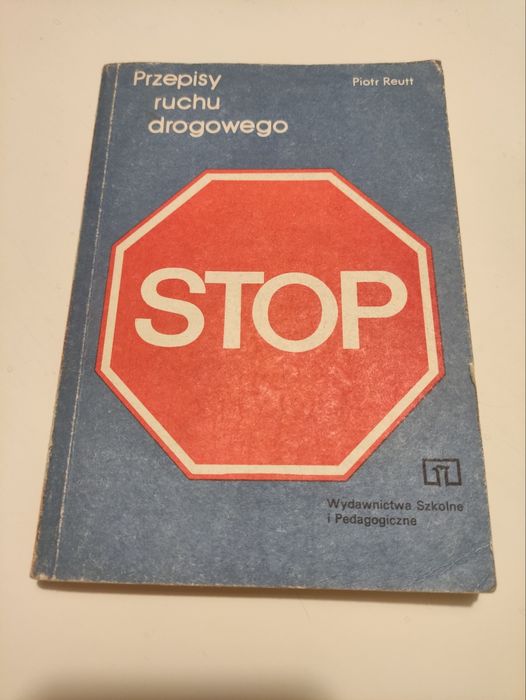 Przepisy
ruchu
drogowego
Piotr Reutt
STOP
Wydawnictwa Szkolne
i Pedagogiczne